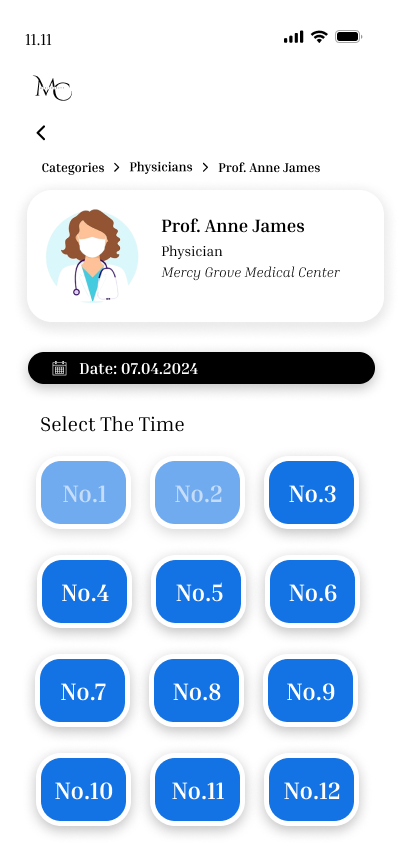 11.11
MC
Categories > Physicians > Prof. Anne James
Prof. Anne James
Physician
Mercy Grove Medical Center
Date: 07.04.2024
Select The Time
No.1 No.2 No.3
No.4 No.5 No.6
No.7 No.8 No.9
No.10 No.11 No.12